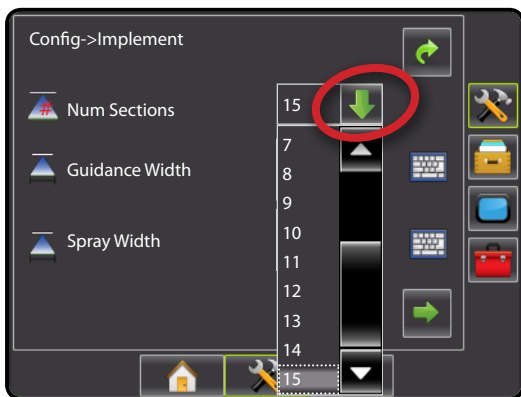 Config->Implement
Num Sections 15
7
Guidance Width
8
9
10
Spray Width
11
12
13
14
15